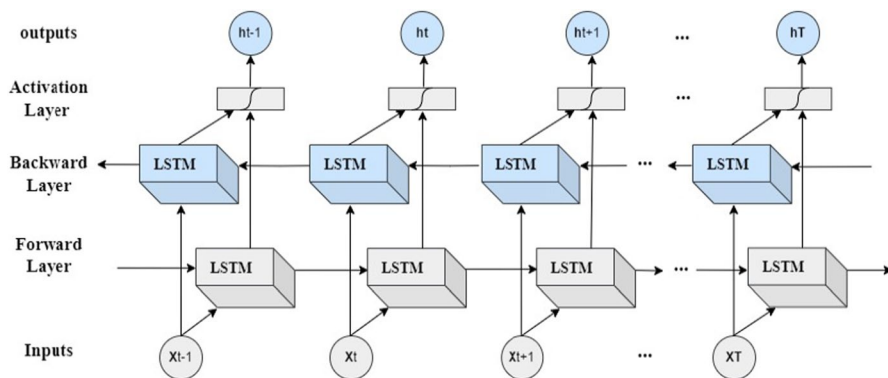 outputs ht-1 ht ht+1 ... hT
Activation
Layer
...
Backward
Layer
LSTM LSTM LSTM ... LSTM
Forward
Layer
LSTM LSTM LSTM ... LSTM
Inputs Xt-1 Xt Xt+1 ... XT